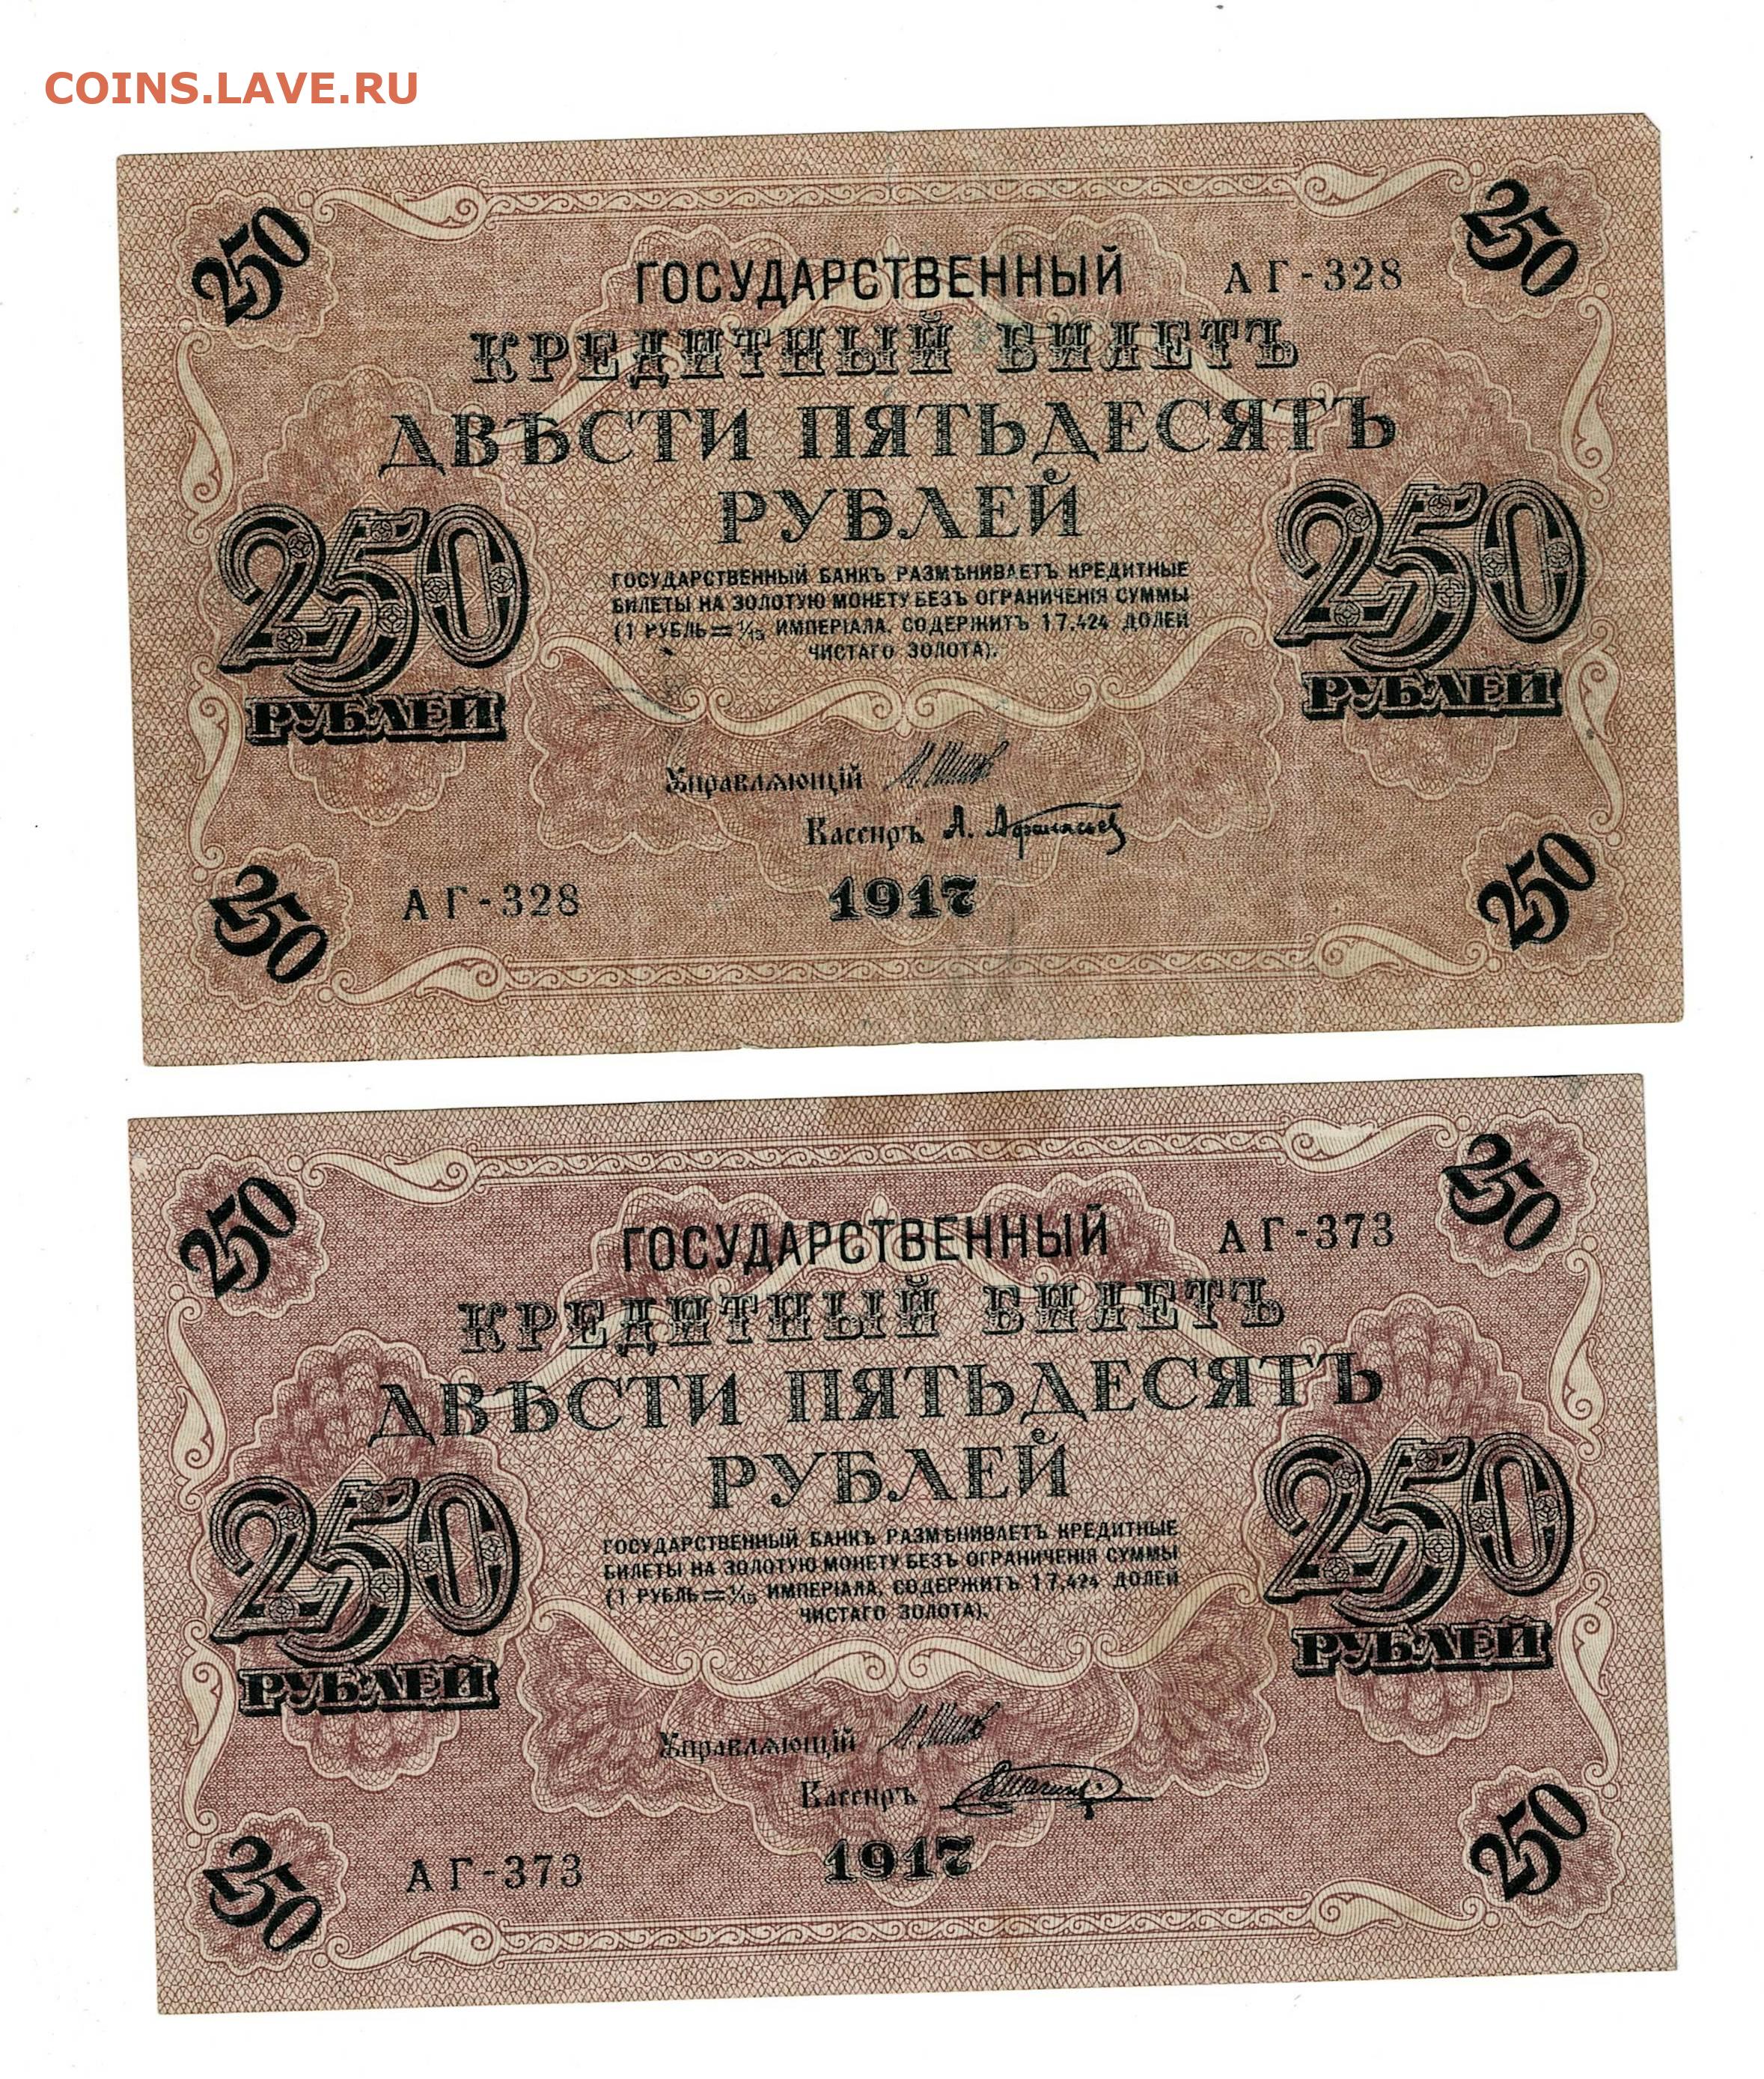 COINS.LAVE.RU
250
250
ГОСУДАРСТВЕННЫЙ АГ-328
КРЕДИТНЫЙ БИЛЕТЪ
ДВѢСТИ ПЯТЬДЕСЯТЪ
РУБЛЕЙ
250
РУБЛЕЙ
250
РУБЛЕЙ
ГОСУДАРСТВЕННЫЙ БАНКЪ РАЗМѢНИВАЕТЪ КРЕДИТНЫЕ
БИЛЕТЫ НА ЗОЛОТУЮ МОНЕТУ БЕЗЪ ОГРАНИЧЕНІЯ СУММЫ
(1 РУБЛЬ = 1/15 ИМПЕРІАЛА, СОДЕРЖИТЪ 17,424 ДОЛЕЙ
ЧИСТАГО ЗОЛОТА).
Управляющій И. Шипов
Кассиръ А. Афанасьев
АГ-328 1917
250
250
250
250
ГОСУДАРСТВЕННЫЙ АГ-373
КРЕДИТНЫЙ БИЛЕТЪ
ДВѢСТИ ПЯТЬДЕСЯТЪ
РУБЛЕЙ
250
РУБЛЕЙ
250
РУБЛЕЙ
ГОСУДАРСТВЕННЫЙ БАНКЪ РАЗМѢНИВАЕТЪ КРЕДИТНЫЕ
БИЛЕТЫ НА ЗОЛОТУЮ МОНЕТУ БЕЗЪ ОГРАНИЧЕНІЯ СУММЫ
(1 РУБЛЬ = 1/15 ИМПЕРІАЛА, СОДЕРЖИТЪ 17,424 ДОЛЕЙ
ЧИСТАГО ЗОЛОТА).
Управляющій И. Шипов
Кассиръ
АГ-373 1917
250
250